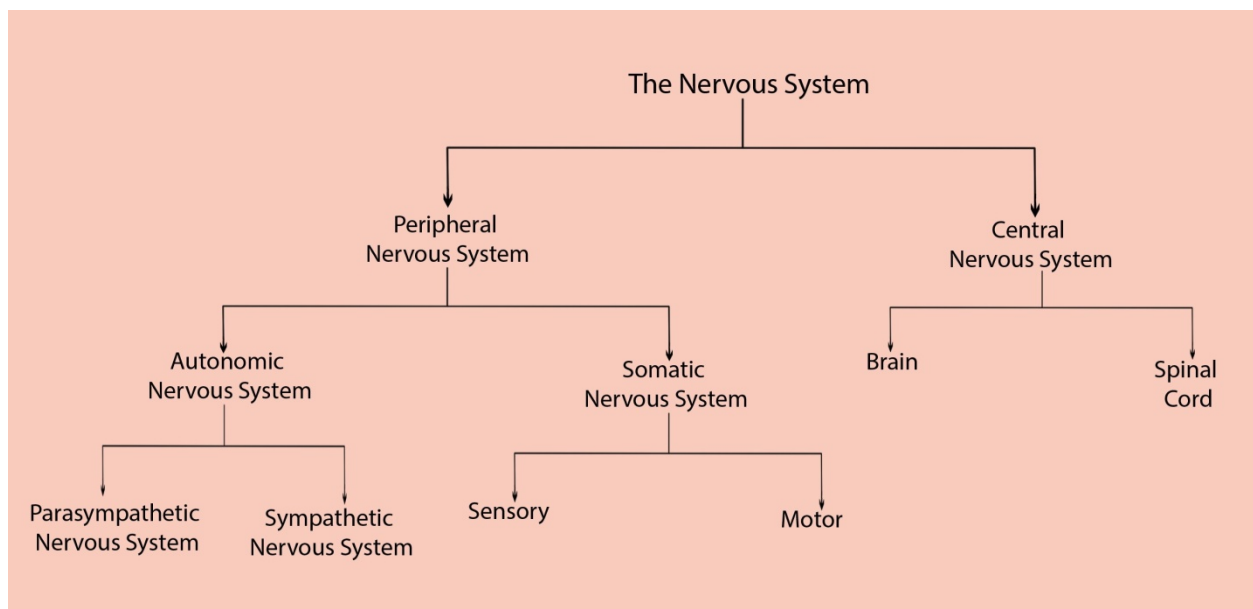 The Nervous System
Peripheral
Nervous System
Central
Nervous System
Autonomic
Nervous System
Somatic
Nervous System
Brain
Spinal
Cord
Parasympathetic
Nervous System
Sympathetic
Nervous System
Sensory
Motor